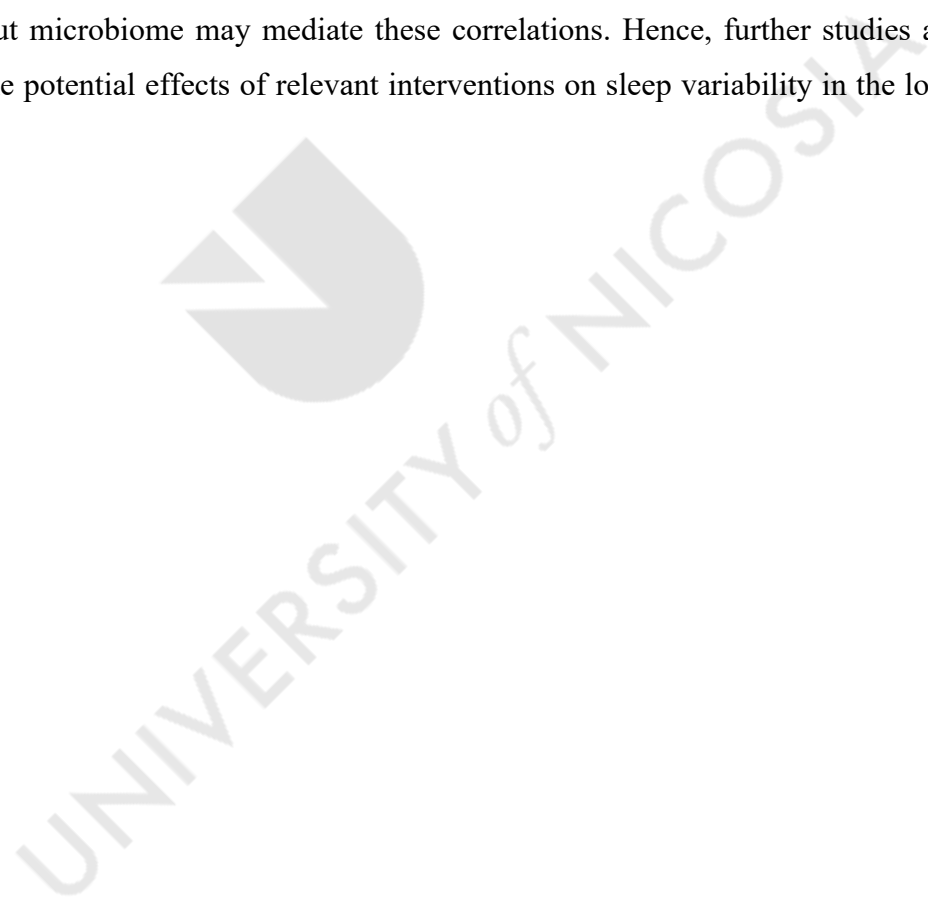 ut microbiome may mediate these correlations. Hence, further studies a
e potential effects of relevant interventions on sleep variability in the lo
UNIVERSITY of NICOSIA